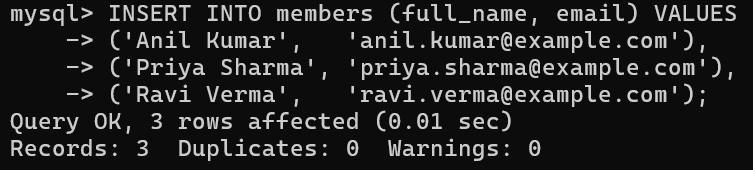 mysql> INSERT INTO members (full_name, email) VALUES
    -> ('Anil Kumar',   'anil.kumar@example.com'),
    -> ('Priya Sharma', 'priya.sharma@example.com'),
    -> ('Ravi Verma',   'ravi.verma@example.com');
Query OK, 3 rows affected (0.01 sec)
Records: 3  Duplicates: 0  Warnings: 0